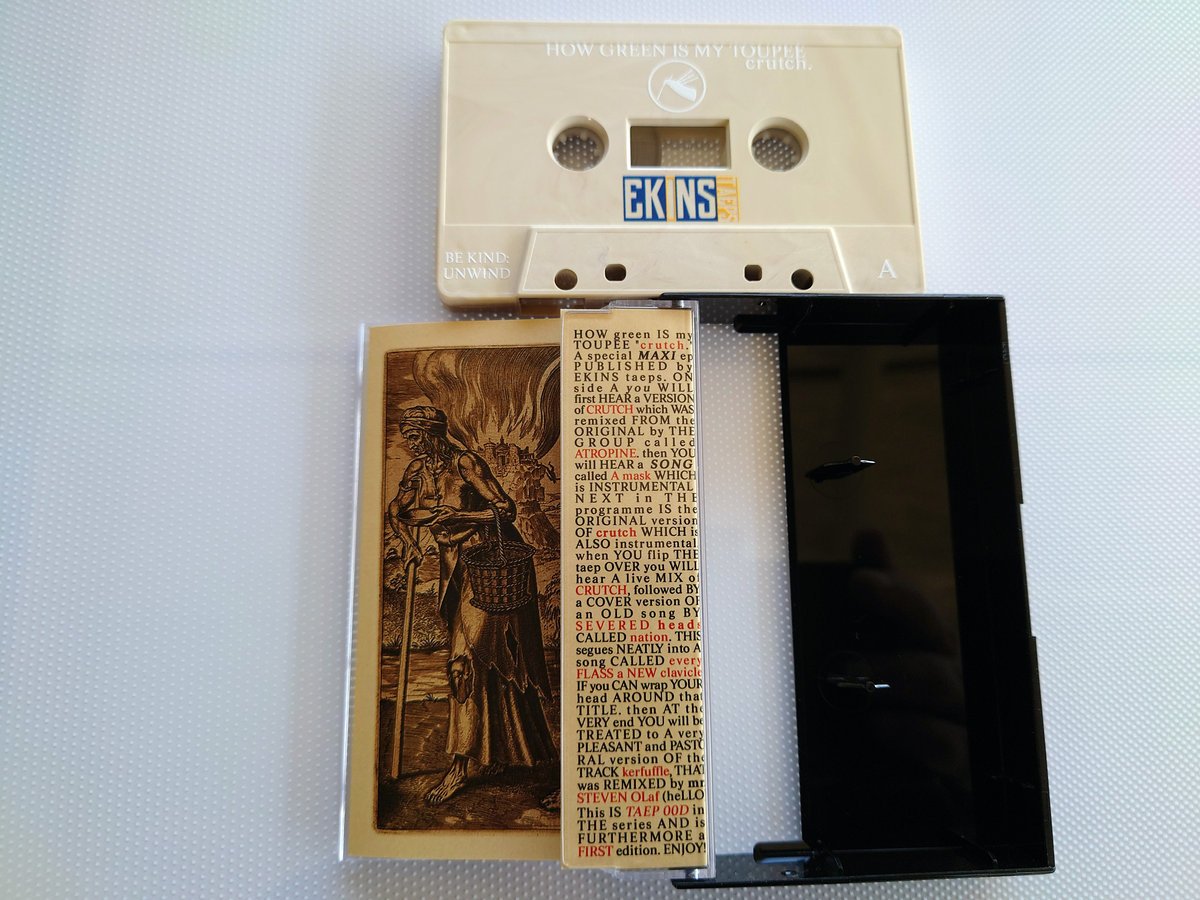 HOW GREEN IS MY TOUPEE
crutch.
EKINS
TAEPS
BE KIND:
UNWIND
A
HOW green IS my
TOUPEE "crutch."
A special MAXI ep
PUBLISHED by
EKINS taeps. ON
side A you WILL
first HEAR a VERSION
of CRUTCH which WAS
remixed FROM the
ORIGINAL by THE
GROUP called
ATROPINE. then YOU
will HEAR a SONG
called A mask WHICH
is INSTRUMENTAL
NEXT in THE
programme IS the
ORIGINAL version
OF crutch WHICH is
ALSO instrumental
when YOU flip THE
taep OVER you WILL
hear A live MIX of
CRUTCH, followed BY
a COVER version OF
an OLD song BY
SEVERED heads
CALLED nation. THIS
segues NEATLY into A
song CALLED every
FLASS a NEW clavicle
IF you CAN wrap YOUR
head AROUND that
TITLE. then AT the
VERY end YOU will be
TREATED to A very
PLEASANT and PASTO
RAL version OF the
TRACK kerfuffle, THAT
was REMIXED by mr
STEVEN OLaf (heLLO
This IS TAEP 00D in
THE series AND is
FURTHERMORE a
FIRST edition. ENJOY!